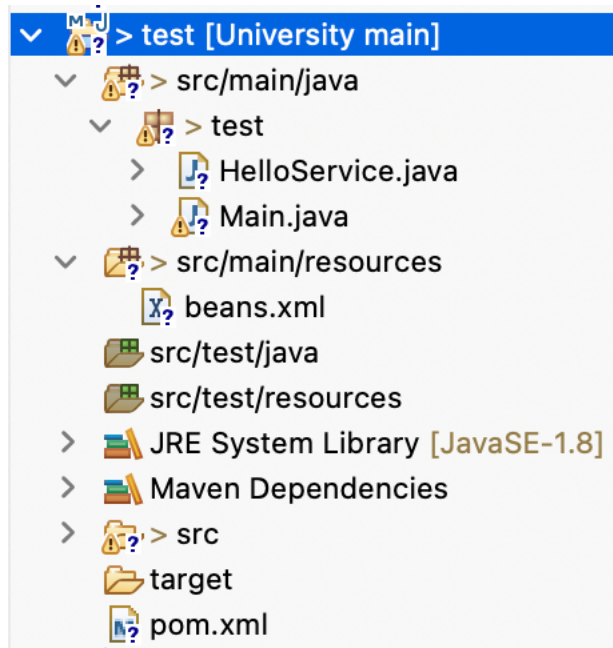 > test [University main]
> src/main/java
> test
HelloService.java
Main.java
> src/main/resources
beans.xml
src/test/java
src/test/resources
JRE System Library [JavaSE-1.8]
Maven Dependencies
> src
target
pom.xml